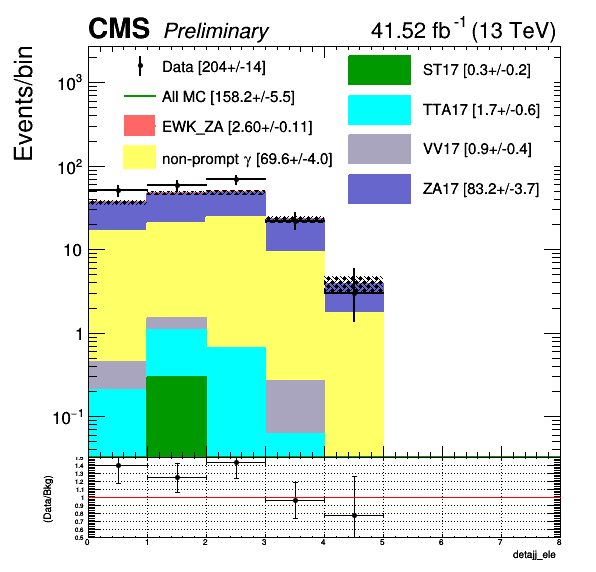 CMS Preliminary 41.52 fb⁻¹ (13 TeV)
Events/bin
Data [204+/-14]
All MC [158.2+/-5.5]
EWK_ZA [2.60+/-0.11]
non-prompt γ [69.6+/-4.0]
ST17 [0.3+/-0.2]
TTA17 [1.7+/-0.6]
VV17 [0.9+/-0.4]
ZA17 [83.2+/-3.7]
10³
10²
10
1
10⁻¹
(Data/Bkg)
1.5
1.4
1.3
1.2
1.1
1
0.9
0.8
0.7
0.6
0.5
0 1 2 3 4 5 6 7 8
detajj_ele